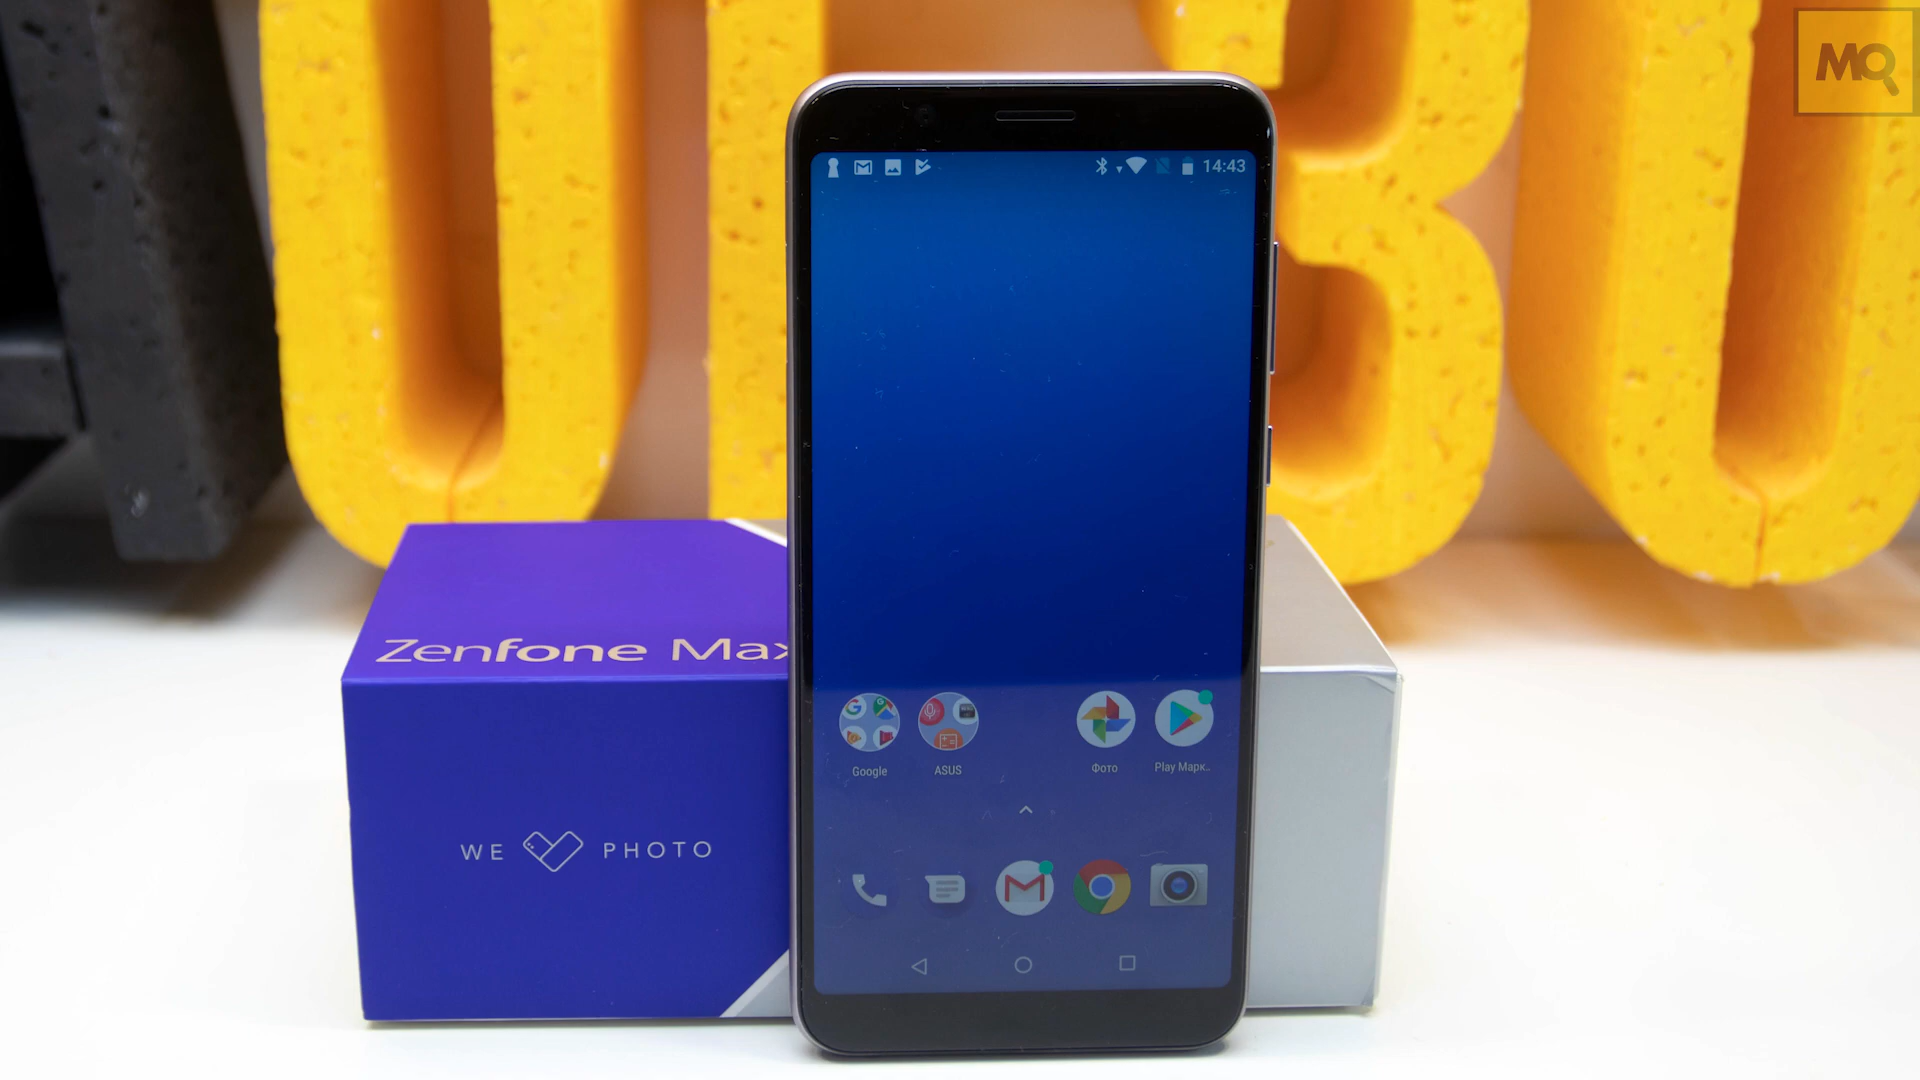 MQ
14:43
Zenfone Max
WE PHOTO
Google
ASUS
Фото
Play Марк..